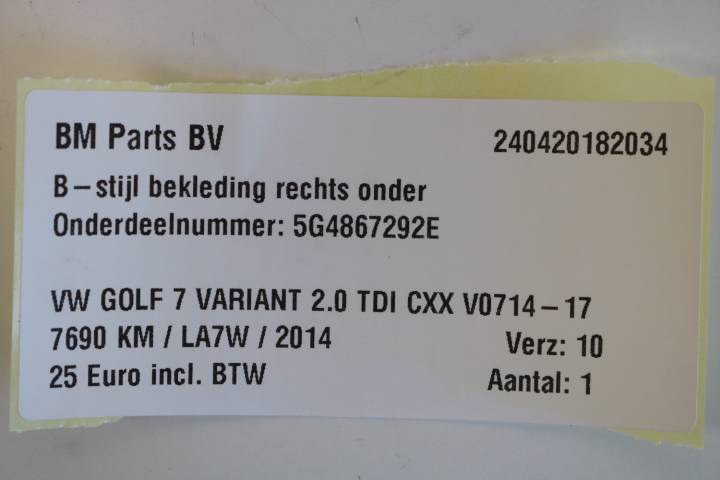 BM Parts BV 240420182034
B-stijl bekleding rechts onder
Onderdeelnummer: 5G4867292E
VW GOLF 7 VARIANT 2.0 TDI CXX V0714-17
7690 KM / LA7W / 2014 Verz: 10
25 Euro incl. BTW Aantal: 1